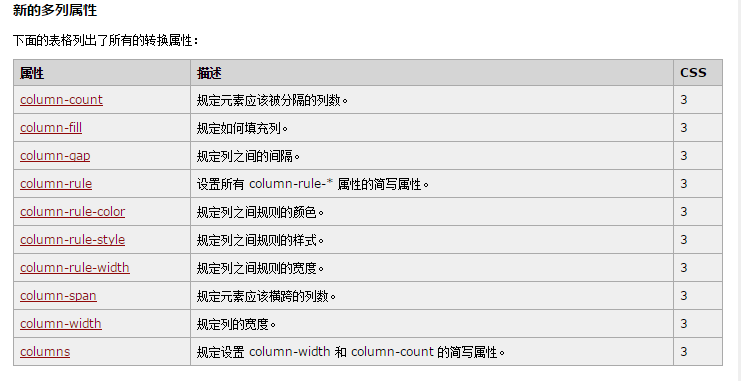 新的多列属性
下面的表格列出了所有的转换属性：
属性 描述 CSS
column-count 规定元素应该被分隔的列数。 3
column-fill 规定如何填充列。 3
column-gap 规定列之间的间隔。 3
column-rule 设置所有 column-rule-* 属性的简写属性。 3
column-rule-color 规定列之间规则的颜色。 3
column-rule-style 规定列之间规则的样式。 3
column-rule-width 规定列之间规则的宽度。 3
column-span 规定元素应该横跨的列数。 3
column-width 规定列的宽度。 3
columns 规定设置 column-width 和 column-count 的简写属性。 3